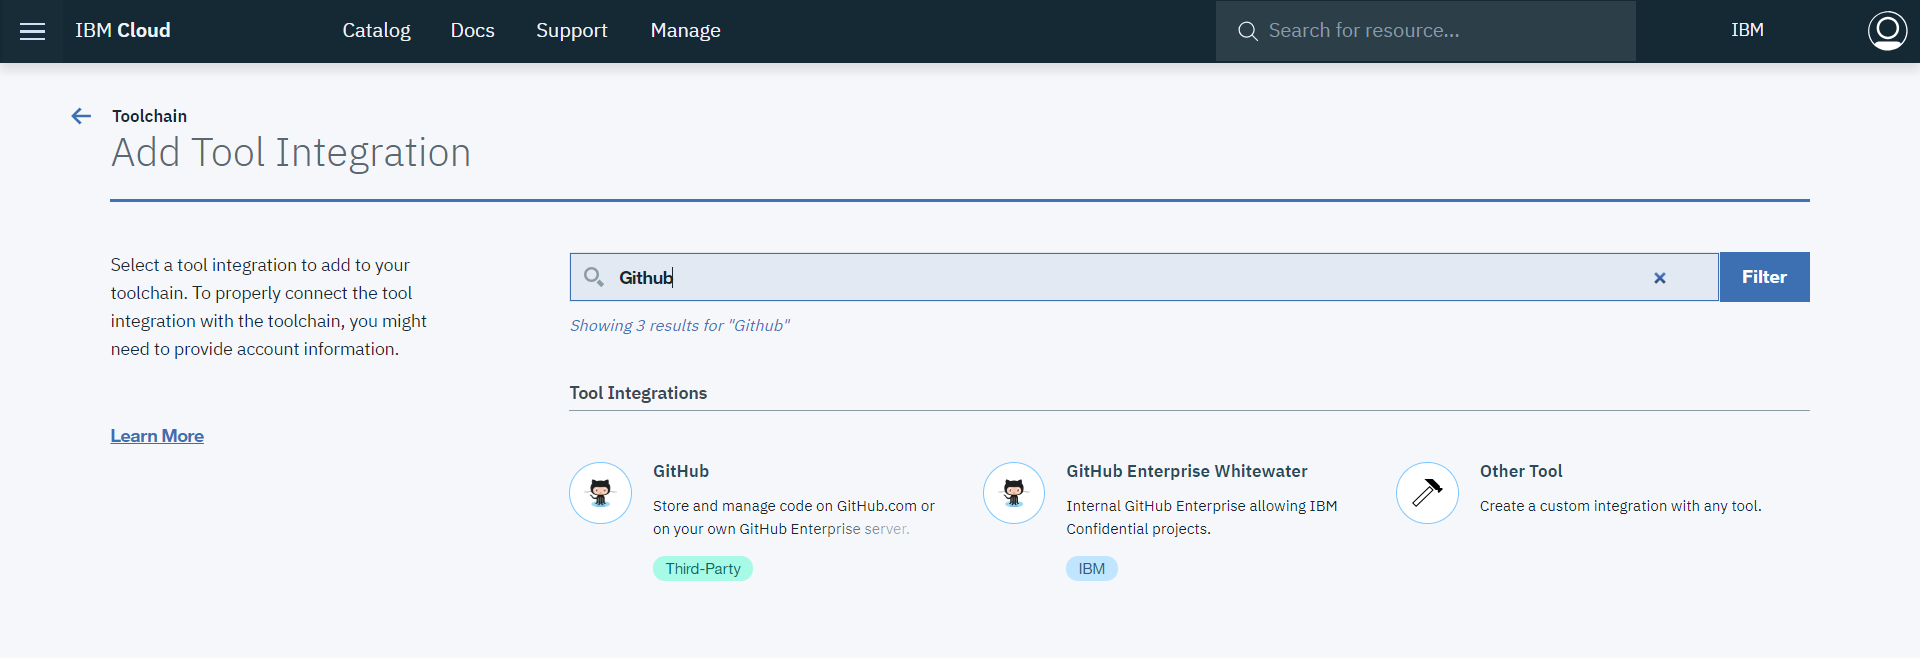 IBM Cloud Catalog Docs Support Manage Search for resource... IBM
Toolchain
Add Tool Integration
Select a tool integration to add to your
toolchain. To properly connect the tool
integration with the toolchain, you might
need to provide account information.
Learn More
Github Filter
Showing 3 results for "Github"
Tool Integrations
GitHub
Store and manage code on GitHub.com or
on your own GitHub Enterprise server.
Third-Party
GitHub Enterprise Whitewater
Internal GitHub Enterprise allowing IBM
Confidential projects.
IBM
Other Tool
Create a custom integration with any tool.